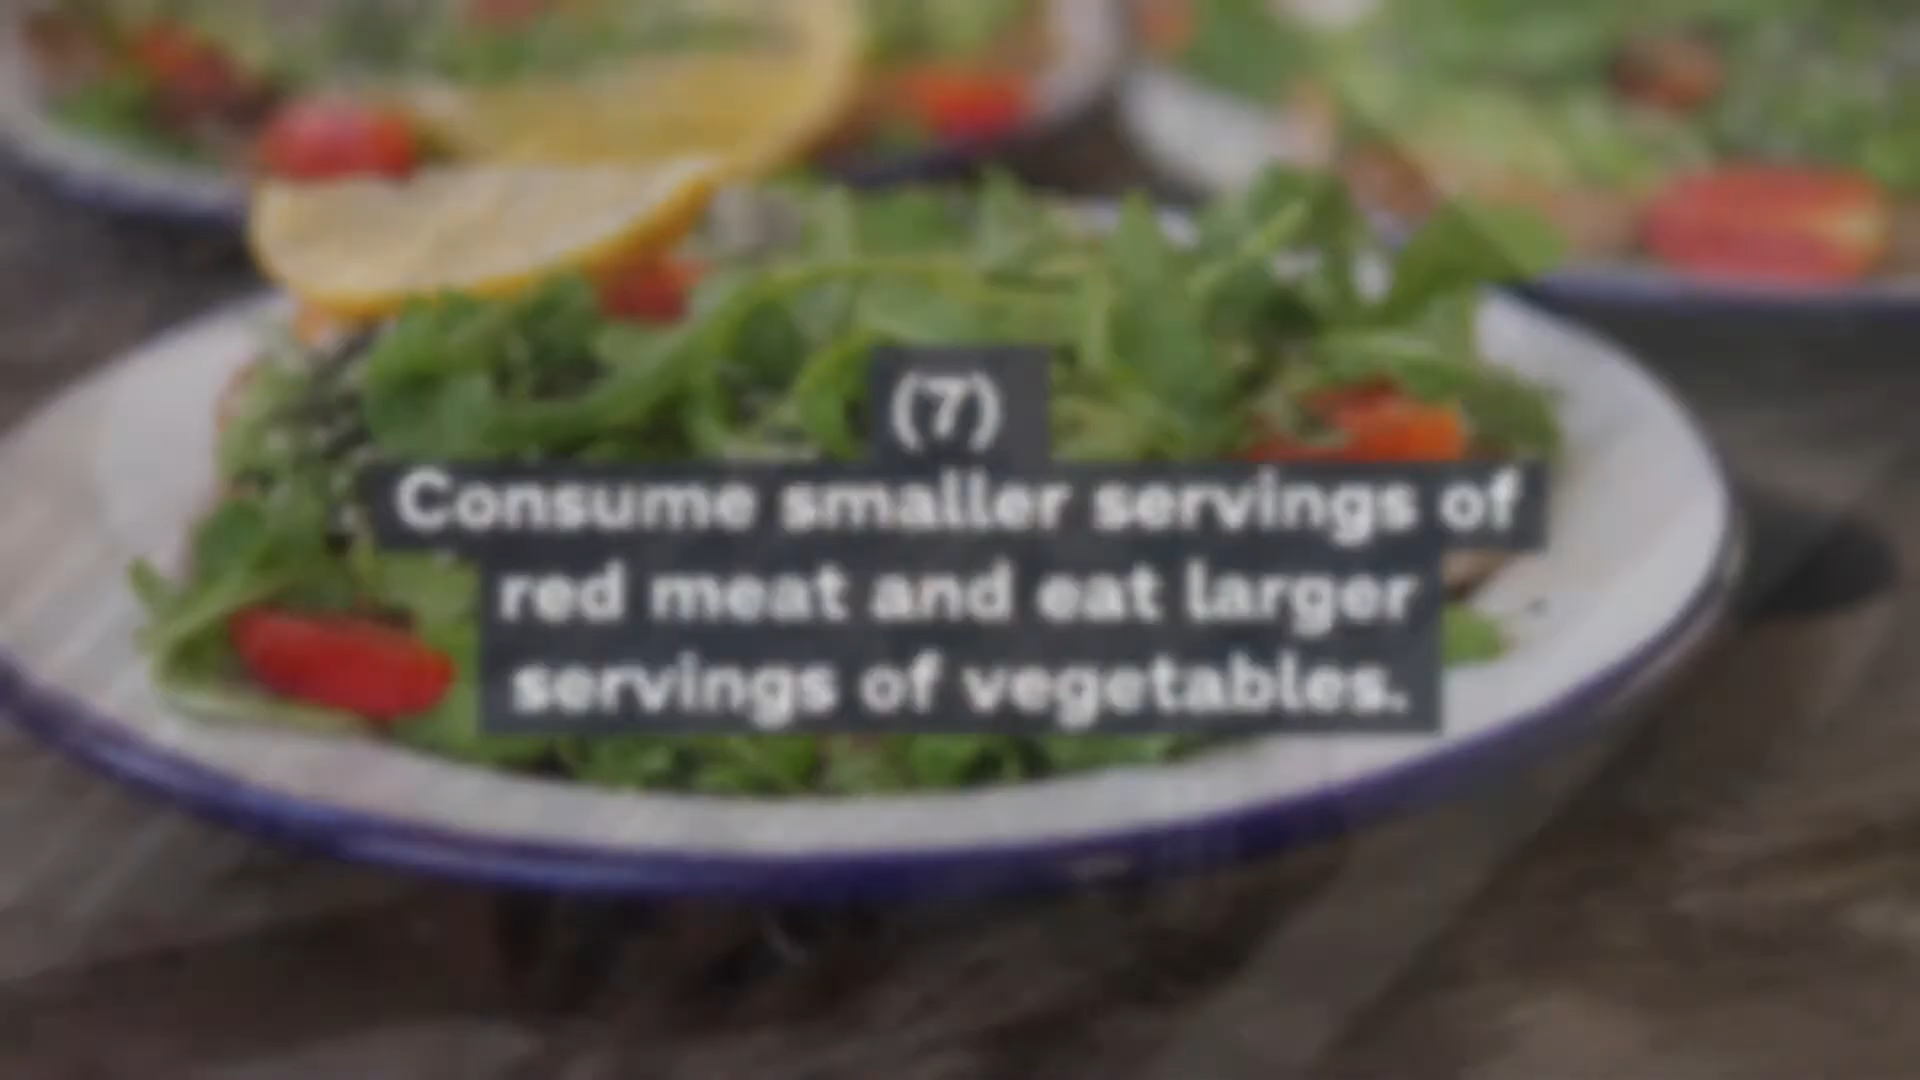 (7)
Consume smaller servings of
red meat and eat larger
servings of vegetables.